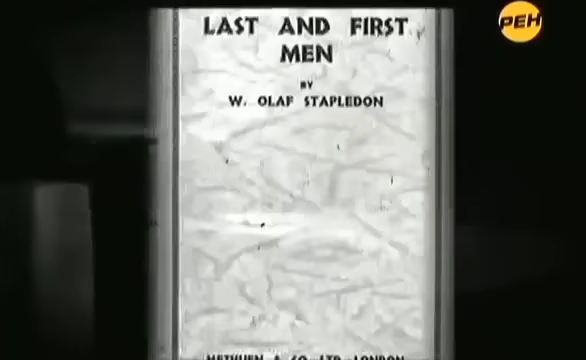 РЕН
LAST AND FIRST
MEN
BY
W. OLAF STAPLEDON
METHUEN & CO. LTD. LONDON